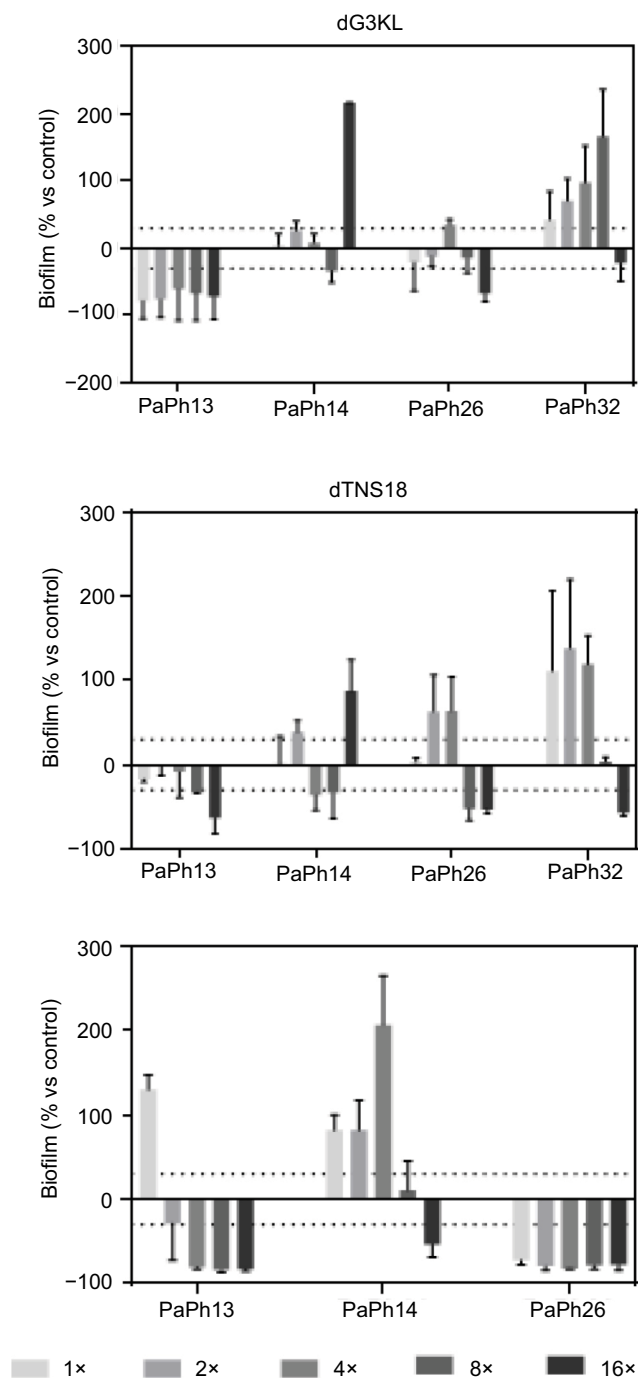 dG3KL
Biofilm (% vs control)
300
200
100
0
−100
−200
PaPh13 PaPh14 PaPh26 PaPh32
dTNS18
Biofilm (% vs control)
300
200
100
0
−100
PaPh13 PaPh14 PaPh26 PaPh32
Biofilm (% vs control)
300
200
100
0
−100
PaPh13 PaPh14 PaPh26
1× 2× 4× 8× 16×